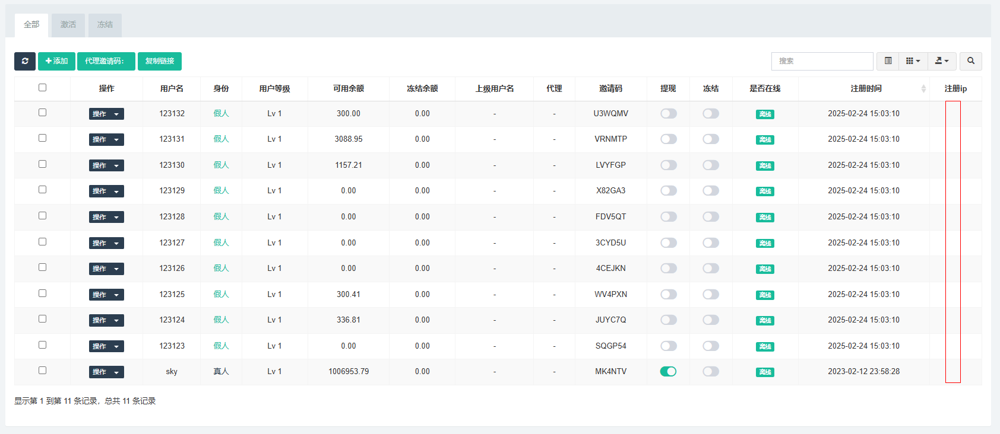 全部 激活 冻结
添加 代理邀请码： 复制链接 搜索
操作 用户名 身份 用户等级 可用余额 冻结余额 上级用户名 代理 邀请码 提现 冻结 是否在线 注册时间 注册ip
操作 123132 假人 Lv 1 300.00 0.00 - - U3WQMV 离线 2025-02-24 15:03:10
操作 123131 假人 Lv 1 3088.95 0.00 - - VRNMTP 离线 2025-02-24 15:03:10
操作 123130 假人 Lv 1 1157.21 0.00 - - LVYFGP 离线 2025-02-24 15:03:10
操作 123129 假人 Lv 1 0.00 0.00 - - X82GA3 离线 2025-02-24 15:03:10
操作 123128 假人 Lv 1 0.00 0.00 - - FDV5QT 离线 2025-02-24 15:03:10
操作 123127 假人 Lv 1 0.00 0.00 - - 3CYD5U 离线 2025-02-24 15:03:10
操作 123126 假人 Lv 1 0.00 0.00 - - 4CEJKN 离线 2025-02-24 15:03:10
操作 123125 假人 Lv 1 300.41 0.00 - - WV4PXN 离线 2025-02-24 15:03:10
操作 123124 假人 Lv 1 336.81 0.00 - - JUYC7Q 离线 2025-02-24 15:03:10
操作 123123 假人 Lv 1 0.00 0.00 - - SQGP54 离线 2025-02-24 15:03:10
操作 sky 真人 Lv 1 1006953.79 0.00 - - MK4NTV 离线 2023-02-12 23:58:28
显示第 1 到第 11 条记录，总共 11 条记录